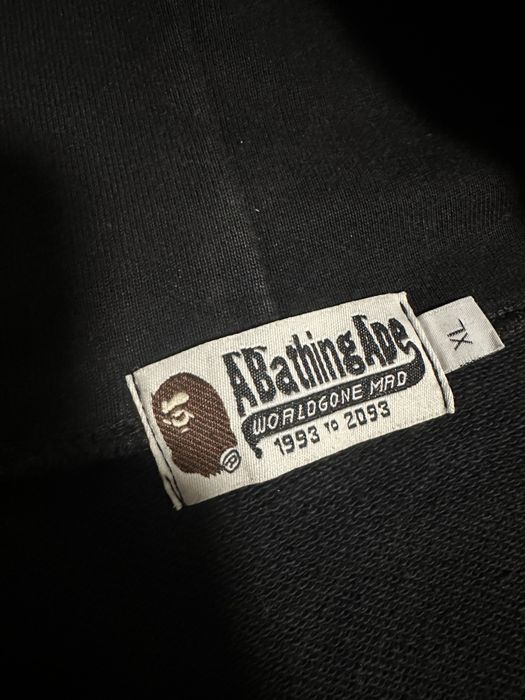 ABathingApe
WORLDGONE MAD
1993 TO 2093
®
XL